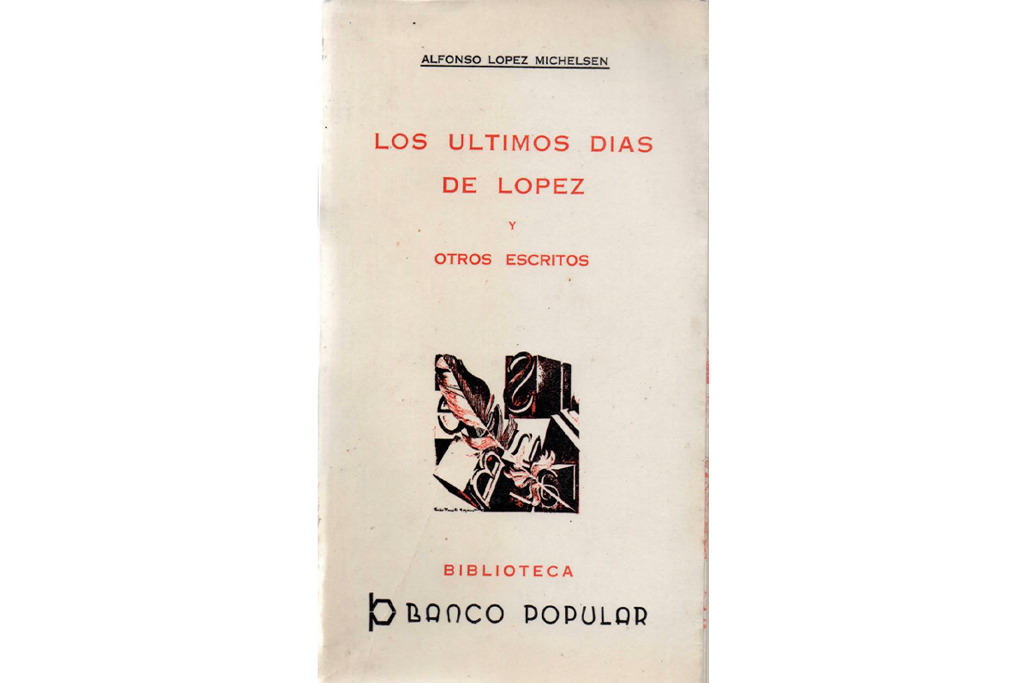 ALFONSO LOPEZ MICHELSEN
LOS ULTIMOS DIAS
DE LOPEZ
Y
OTROS ESCRITOS
BIBLIOTECA
BANCO POPULAR